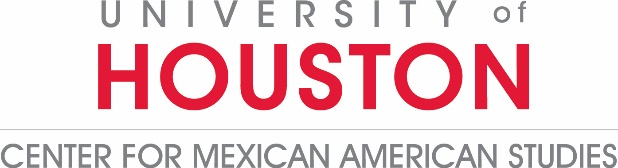 UNIVERSITY of
HOUSTON
CENTER FOR MEXICAN AMERICAN STUDIES